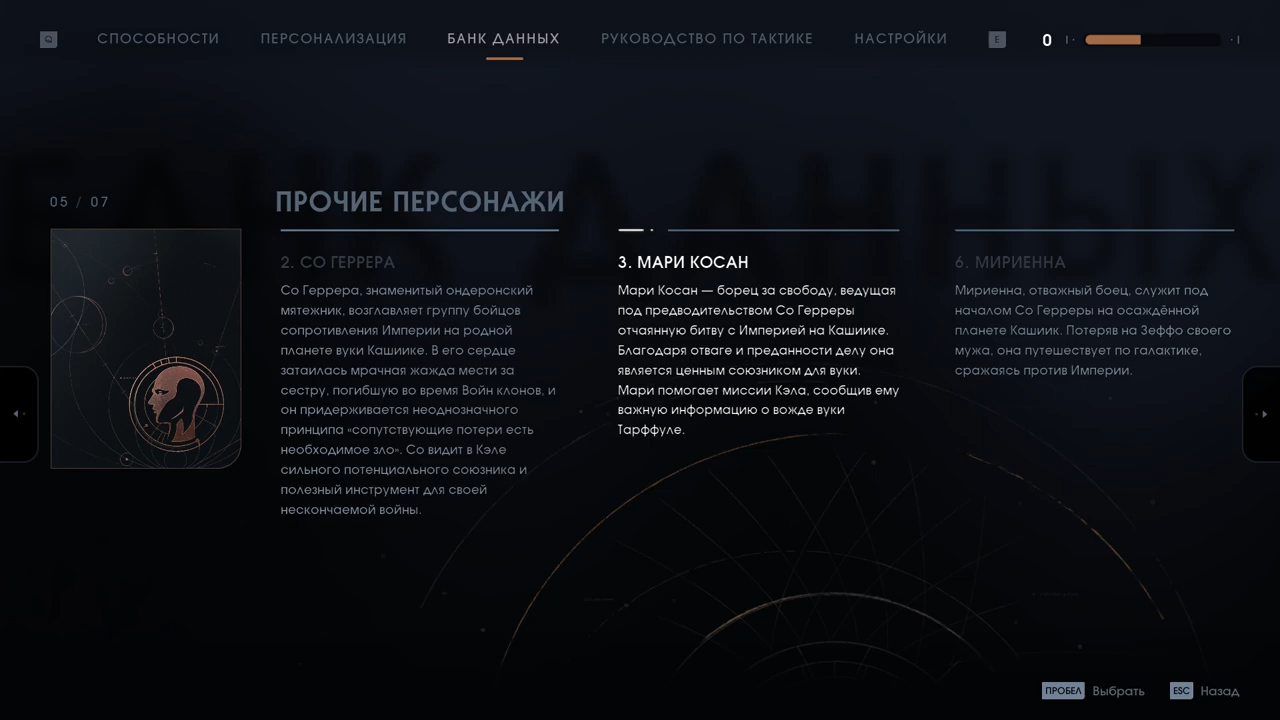 Q СПОСОБНОСТИ ПЕРСОНАЛИЗАЦИЯ БАНК ДАННЫХ РУКОВОДСТВО ПО ТАКТИКЕ НАСТРОЙКИ E 0
БАНК ДАННЫХ
05 / 07
ПРОЧИЕ ПЕРСОНАЖИ
2. СО ГЕРРЕРА
Со Геррера, знаменитый ондеронский
мятежник, возглавляет группу бойцов
сопротивления Империи на родной
планете вуки Кашиике. В его сердце
затаилась мрачная жажда мести за
сестру, погибшую во время Войн клонов, и
он придерживается неоднозначного
принципа «сопутствующие потери есть
необходимое зло». Со видит в Кэле
сильного потенциального союзника и
полезный инструмент для своей
нескончаемой войны.
3. МАРИ КОСАН
Мари Косан — борец за свободу, ведущая
под предводительством Со Герреры
отчаянную битву с Империей на Кашиике.
Благодаря отваге и преданности делу она
является ценным союзником для вуки.
Мари помогает миссии Кэла, сообщив ему
важную информацию о вожде вуки
Тарффуле.
6. МИРИЕННА
Мириенна, отважный боец, служит под
началом Со Герреры на осаждённой
планете Кашиик. Потеряв на Зеффо своего
мужа, она путешествует по галактике,
сражаясь против Империи.
ПРОБЕЛ Выбрать ESC Назад